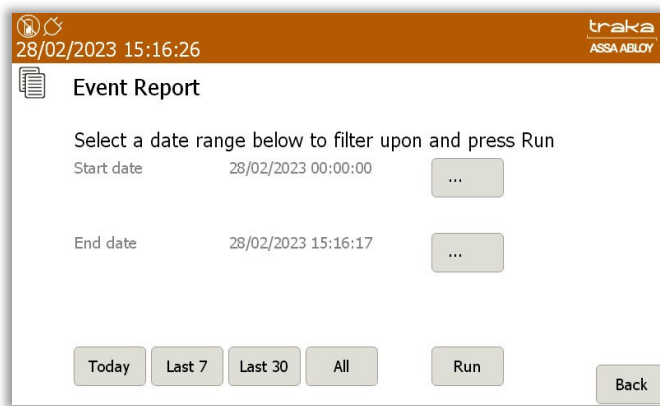 traka
28/02/2023 15:16:26
ASSA ABLOY
Event Report
Select a date range below to filter upon and press Run
Start date 28/02/2023 00:00:00 ...
End date 28/02/2023 15:16:17 ...
Today Last 7 Last 30 All Run
Back